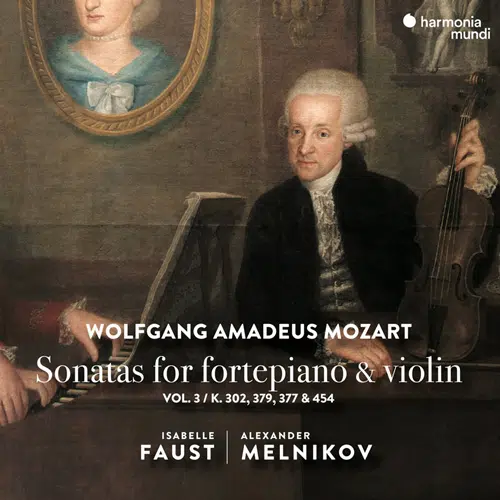 harmonia
mundi
WOLFGANG AMADEUS MOZART
Sonatas for fortepiano & violin
VOL. 3 / K. 302, 379, 377 & 454
ISABELLE
FAUST
ALEXANDER
MELNIKOV